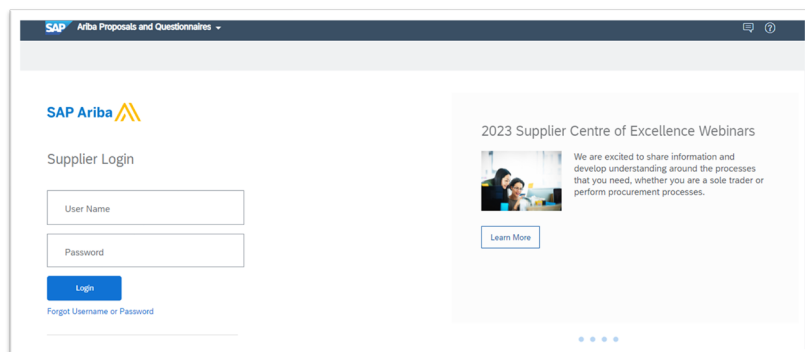 SAP Ariba Proposals and Questionnaires
SAP Ariba
Supplier Login
User Name
Password
Login
Forgot Username or Password
2023 Supplier Centre of Excellence Webinars
We are excited to share information and
develop understanding around the processes
that you need, whether you are a sole trader or
perform procurement processes.
Learn More